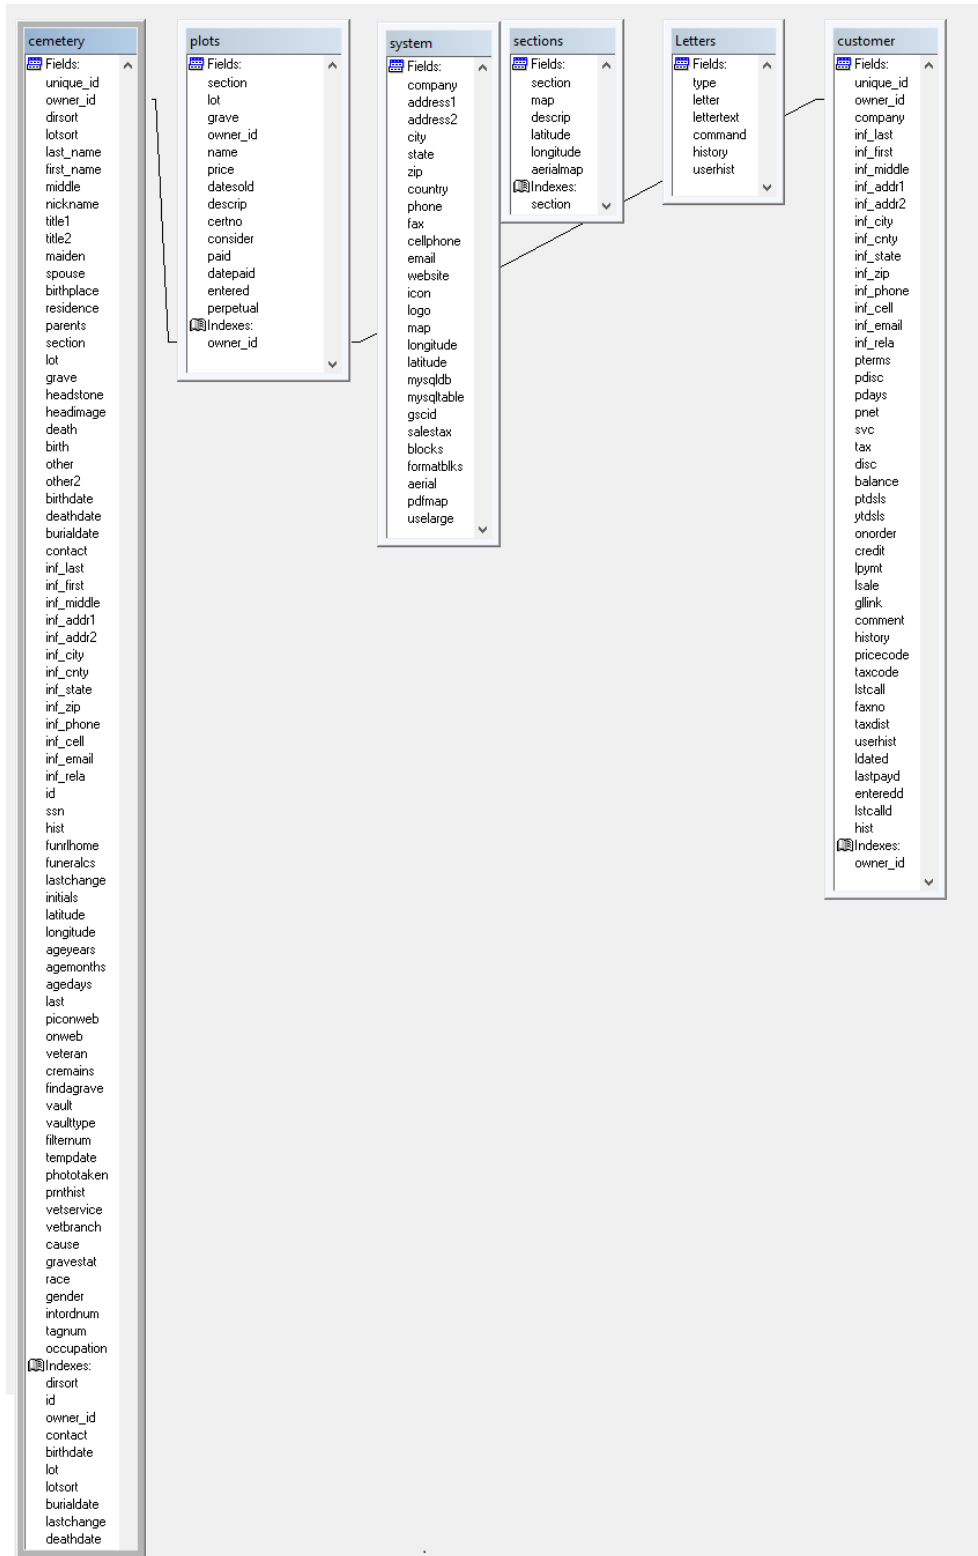 cemetery
Fields:
unique_id
owner_id
dirsort
lotsort
last_name
first_name
middle
nickname
title1
title2
maiden
spouse
birthplace
residence
parents
section
lot
grave
headstone
headimage
death
birth
other
other2
birthdate
deathdate
burialdate
contact
inf_last
inf_first
inf_middle
inf_addr1
inf_addr2
inf_city
inf_cnty
inf_state
inf_zip
inf_phone
inf_cell
inf_email
inf_rela
id
ssn
hist
funrlhome
funeralcs
lastchange
initials
latitude
longitude
ageyears
agemonths
agedays
last
piconweb
onweb
veteran
cremains
findagrave
vault
vaulttype
filternum
tempdate
phototaken
prnthist
vetservice
vetbranch
cause
gravestat
race
gender
intordnum
tagnum
occupation
Indexes:
dirsort
id
owner_id
contact
birthdate
lot
lotsort
burialdate
lastchange
deathdate
plots
Fields:
section
lot
grave
owner_id
name
price
datesold
descrip
certno
consider
paid
datepaid
entered
perpetual
Indexes:
owner_id
system
Fields:
company
address1
address2
city
state
zip
country
phone
fax
cellphone
email
website
icon
logo
map
longitude
latitude
mysqldb
mysqltable
gscid
salestax
blocks
formatblks
aerial
pdfmap
uselarge
sections
Fields:
section
map
descrip
latitude
longitude
aerialmap
Indexes:
section
Letters
Fields:
type
letter
lettertext
command
history
userhist
customer
Fields:
unique_id
owner_id
company
inf_last
inf_first
inf_middle
inf_addr1
inf_addr2
inf_city
inf_cnty
inf_state
inf_zip
inf_phone
inf_cell
inf_email
inf_rela
pterms
pdisc
pdays
pnet
svc
tax
disc
balance
ptdsls
ytdsls
onorder
credit
lpymt
lsale
gllink
comment
history
pricecode
taxcode
lstcall
faxno
taxdist
userhist
ldated
lastpayd
enteredd
lstcalld
hist
Indexes:
owner_id